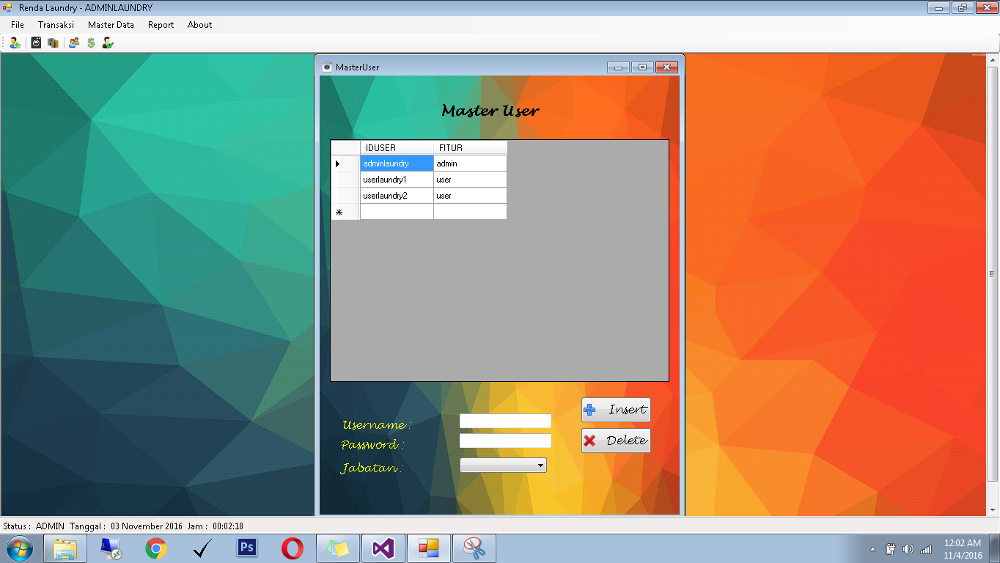 Renda Laundry - ADMINLAUNDRY
File Transaksi Master Data Report About
MasterUser
Master User
IDUSER FITUR
adminlaundry admin
userlaundry1 user
userlaundry2 user
Insert
Username :
Password :
Delete
Jabatan :
Status : ADMIN Tanggal : 03 November 2016 Jam : 00:02:18
Ps
12:02 AM
11/4/2016